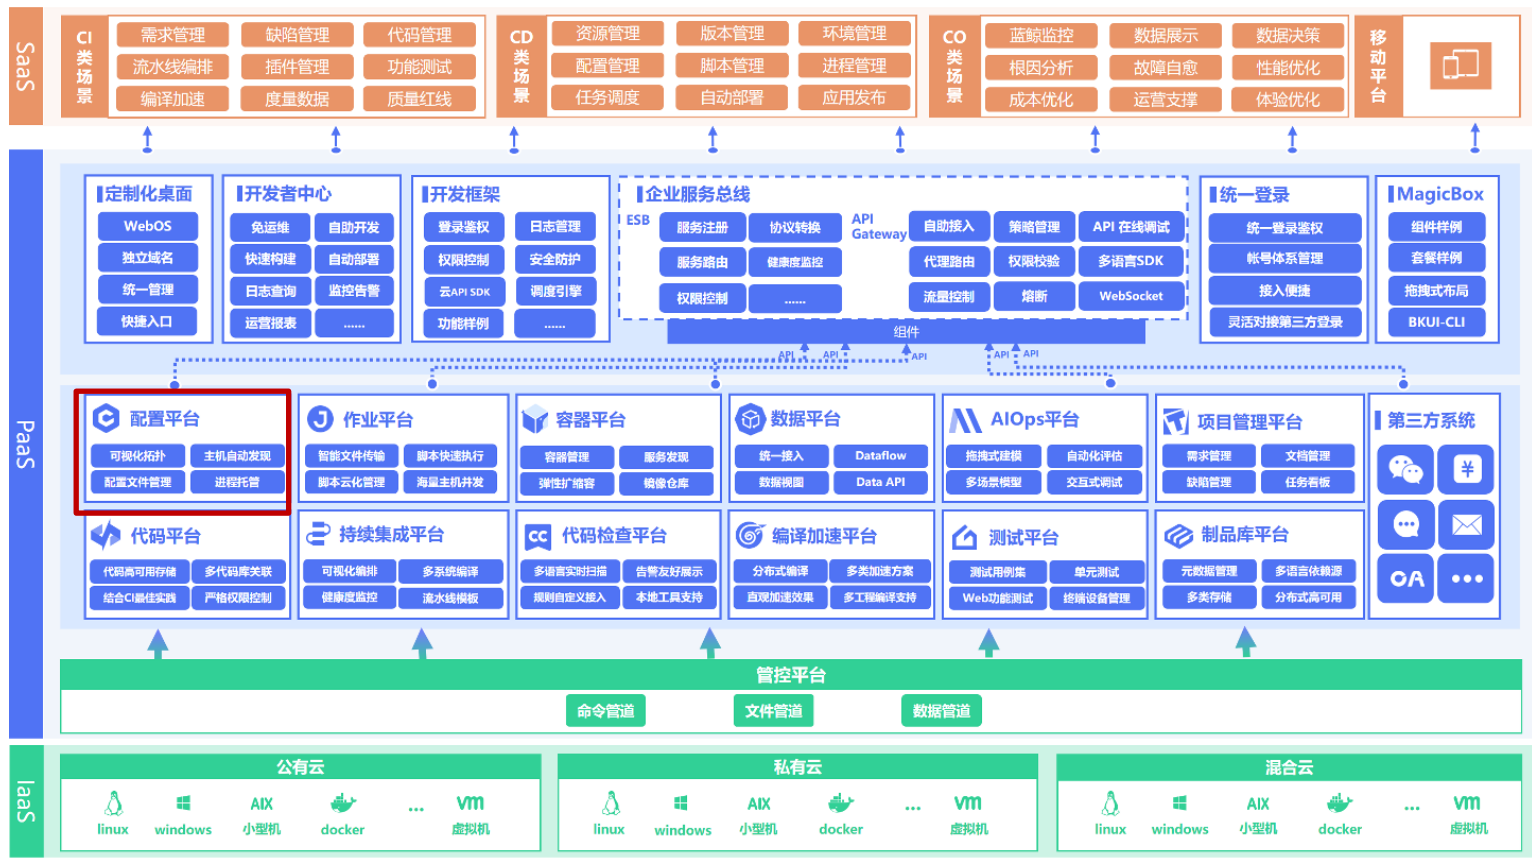 SaaS
CI类场景
需求管理 缺陷管理 代码管理
流水线编排 插件管理 功能测试
编译加速 度量数据 质量红线
CD类场景
资源管理 版本管理 环境管理
配置管理 脚本管理 进程管理
任务调度 自动部署 应用发布
CO类场景
蓝鲸监控 数据展示 数据决策
根因分析 故障自愈 性能优化
成本优化 运营支撑 体验优化
移动平台
PaaS
定制化桌面
WebOS
独立域名
统一管理
快捷入口
开发者中心
免运维 自助开发
快速构建 自动部署
日志查询 监控告警
运营报表 ......
开发框架
登录鉴权 日志管理
权限控制 安全防护
云API SDK 调度引擎
功能样例 ......
企业服务总线
ESB
服务注册 协议转换
服务路由 健康度监控
权限控制 ......
API Gateway
自助接入 策略管理 API 在线调试
代理路由 权限校验 多语言SDK
流量控制 熔断 WebSocket
组件
统一登录
统一登录鉴权
帐号体系管理
接入便捷
灵活对接第三方登录
MagicBox
组件样例
套餐样例
拖拽式布局
BKUI-CLI
API API API API API
配置平台
可视化拓扑 主机自动发现
配置文件管理 进程托管
作业平台
智能文件传输 脚本快速执行
脚本云化管理 海量主机并发
容器平台
容器管理 服务发现
弹性扩缩容 镜像仓库
数据平台
统一接入 Dataflow
数据视图 Data API
AIOps平台
拖拽式建模 自动化评估
多场景模型 交互式调试
项目管理平台
需求管理 文档管理
缺陷管理 任务看板
第三方系统
¥
OA
代码平台
代码高可用存储 多代码库关联
结合CI最佳实践 严格权限控制
持续集成平台
可视化编排 多系统编译
健康度监控 流水线模板
CC
代码检查平台
多语言实时扫描 告警友好展示
规则自定义接入 本地工具支持
编译加速平台
分布式编译 多类加速方案
直观加速效果 多工程编译支持
测试平台
测试用例集 单元测试
Web功能测试 终端设备管理
制品库平台
元数据管理 多语言依赖源
多类存储 分布式高可用
管控平台
命令管道 文件管道 数据管道
IaaS
公有云
AIX ... vm
linux windows 小型机 docker 虚拟机
私有云
AIX ... vm
linux windows 小型机 docker 虚拟机
混合云
AIX ... vm
linux windows 小型机 docker 虚拟机